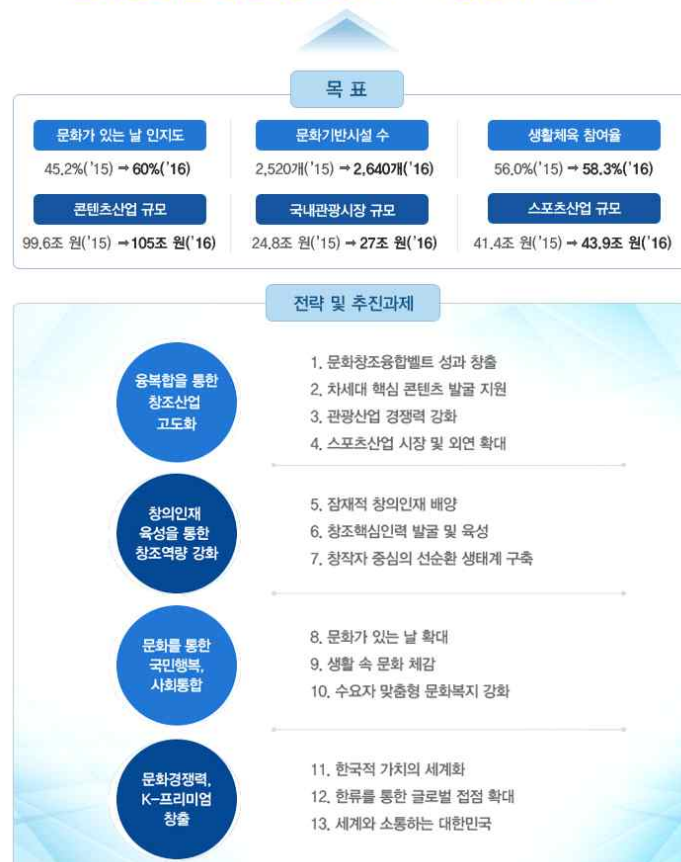 목 표
문화가 있는 날 인지도 문화기반시설 수 생활체육 참여율
45.2%('15) ➡ 60%('16) 2,520개('15) ➡ 2,640개('16) 56.0%('15) ➡ 58.3%('16)
콘텐츠산업 규모 국내관광시장 규모 스포츠산업 규모
99.6조 원('15) ➡105조 원('16) 24.8조 원('15) ➡ 27조 원('16) 41.4조 원('15) ➡ 43.9조 원('16)
전략 및 추진과제
융복합을 통한
창조산업
고도화
1. 문화창조융합벨트 성과 창출
2. 차세대 핵심 콘텐츠 발굴 지원
3. 관광산업 경쟁력 강화
4. 스포츠산업 시장 및 외연 확대
창의인재
육성을 통한
창조역량 강화
5. 잠재적 창의인재 배양
6. 창조핵심인력 발굴 및 육성
7. 창작자 중심의 선순환 생태계 구축
문화를 통한
국민행복,
사회통합
8. 문화가 있는 날 확대
9. 생활 속 문화 체감
10. 수요자 맞춤형 문화복지 강화
문화경쟁력,
K-프리미엄
창출
11. 한국적 가치의 세계화
12. 한류를 통한 글로벌 접점 확대
13. 세계와 소통하는 대한민국